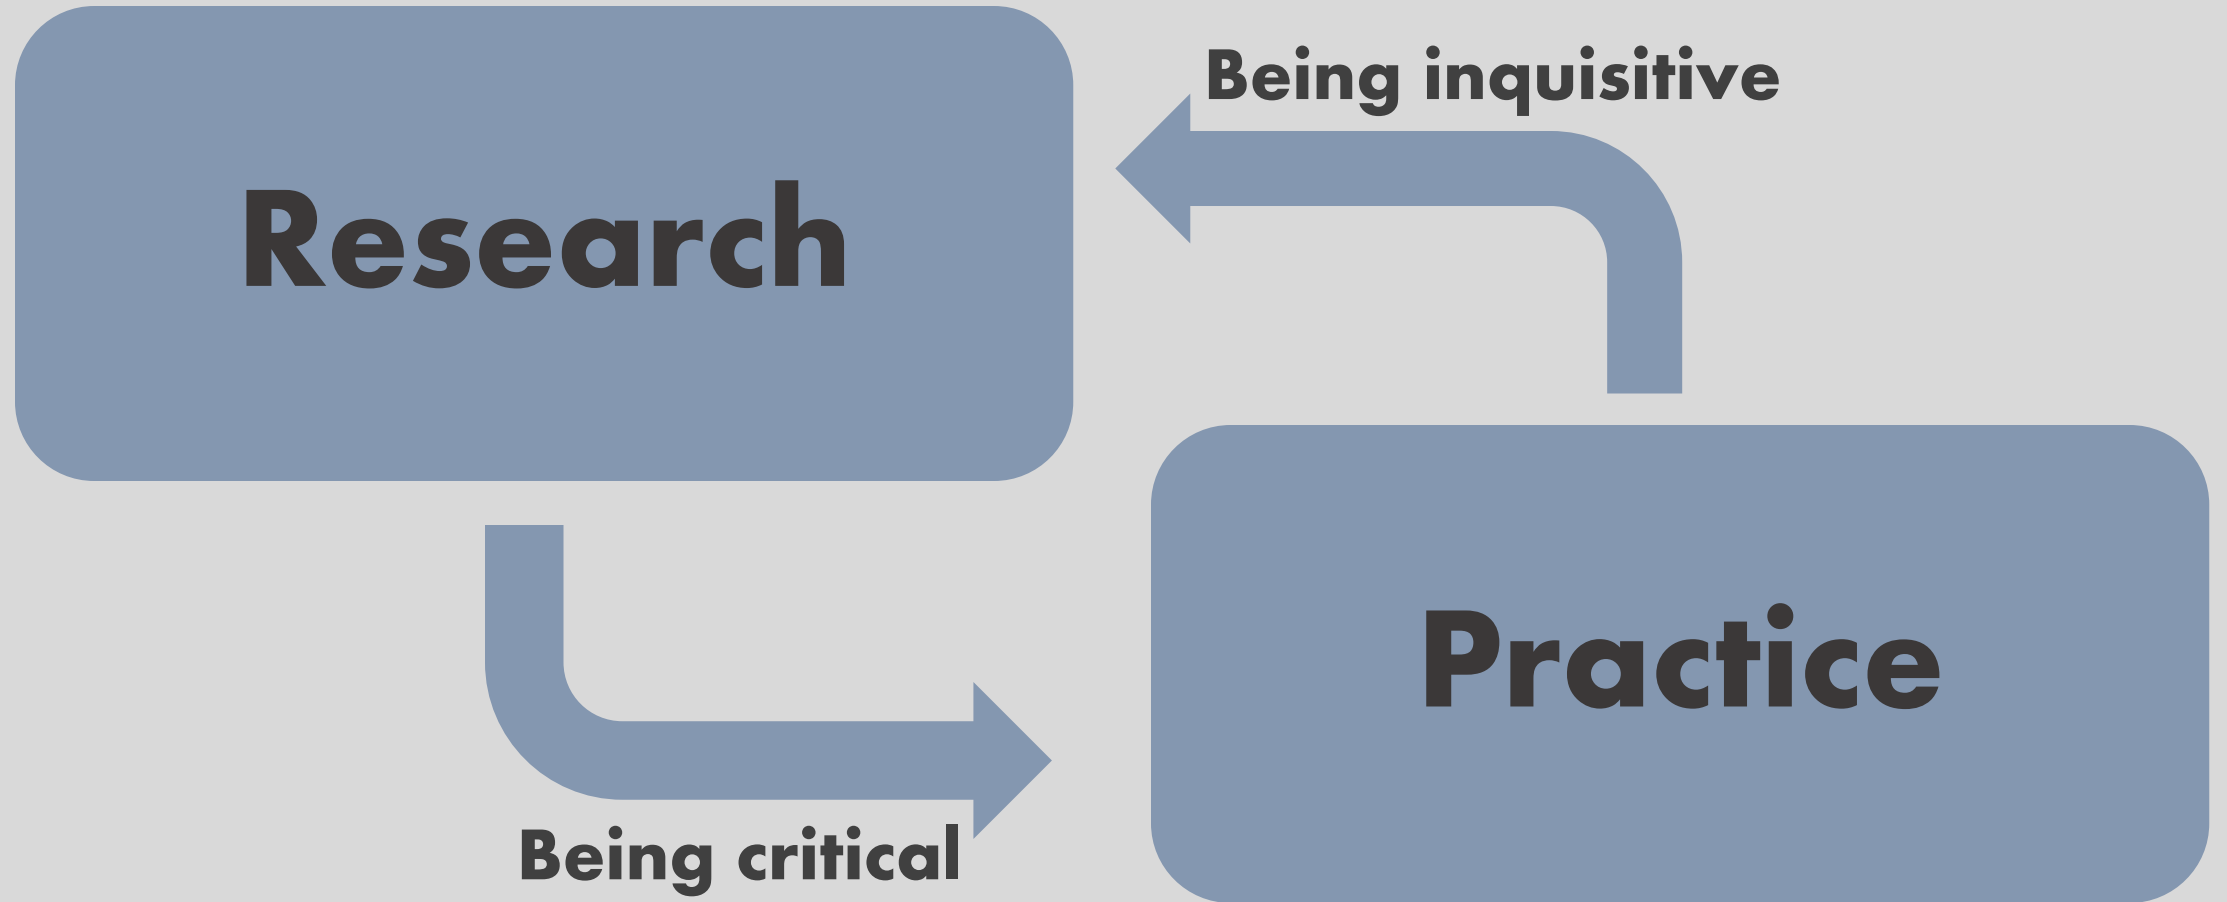 Being inquisitive
Research
Practice
Being critical